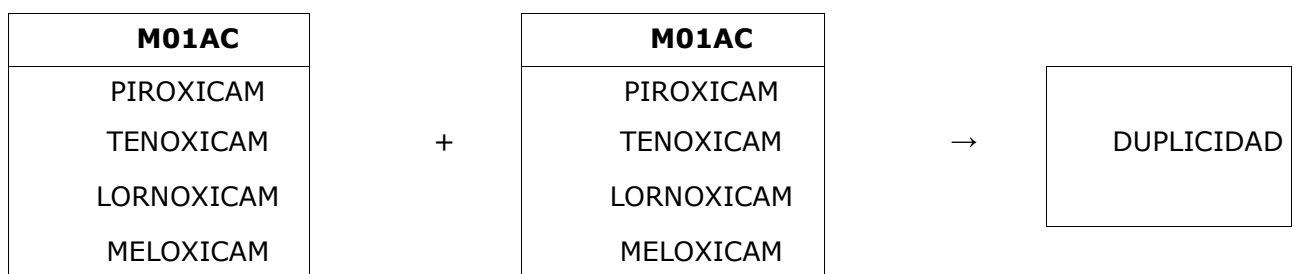 M01AC M01AC
PIROXICAM PIROXICAM
TENOXICAM + TENOXICAM → DUPLICIDAD
LORNOXICAM LORNOXICAM
MELOXICAM MELOXICAM